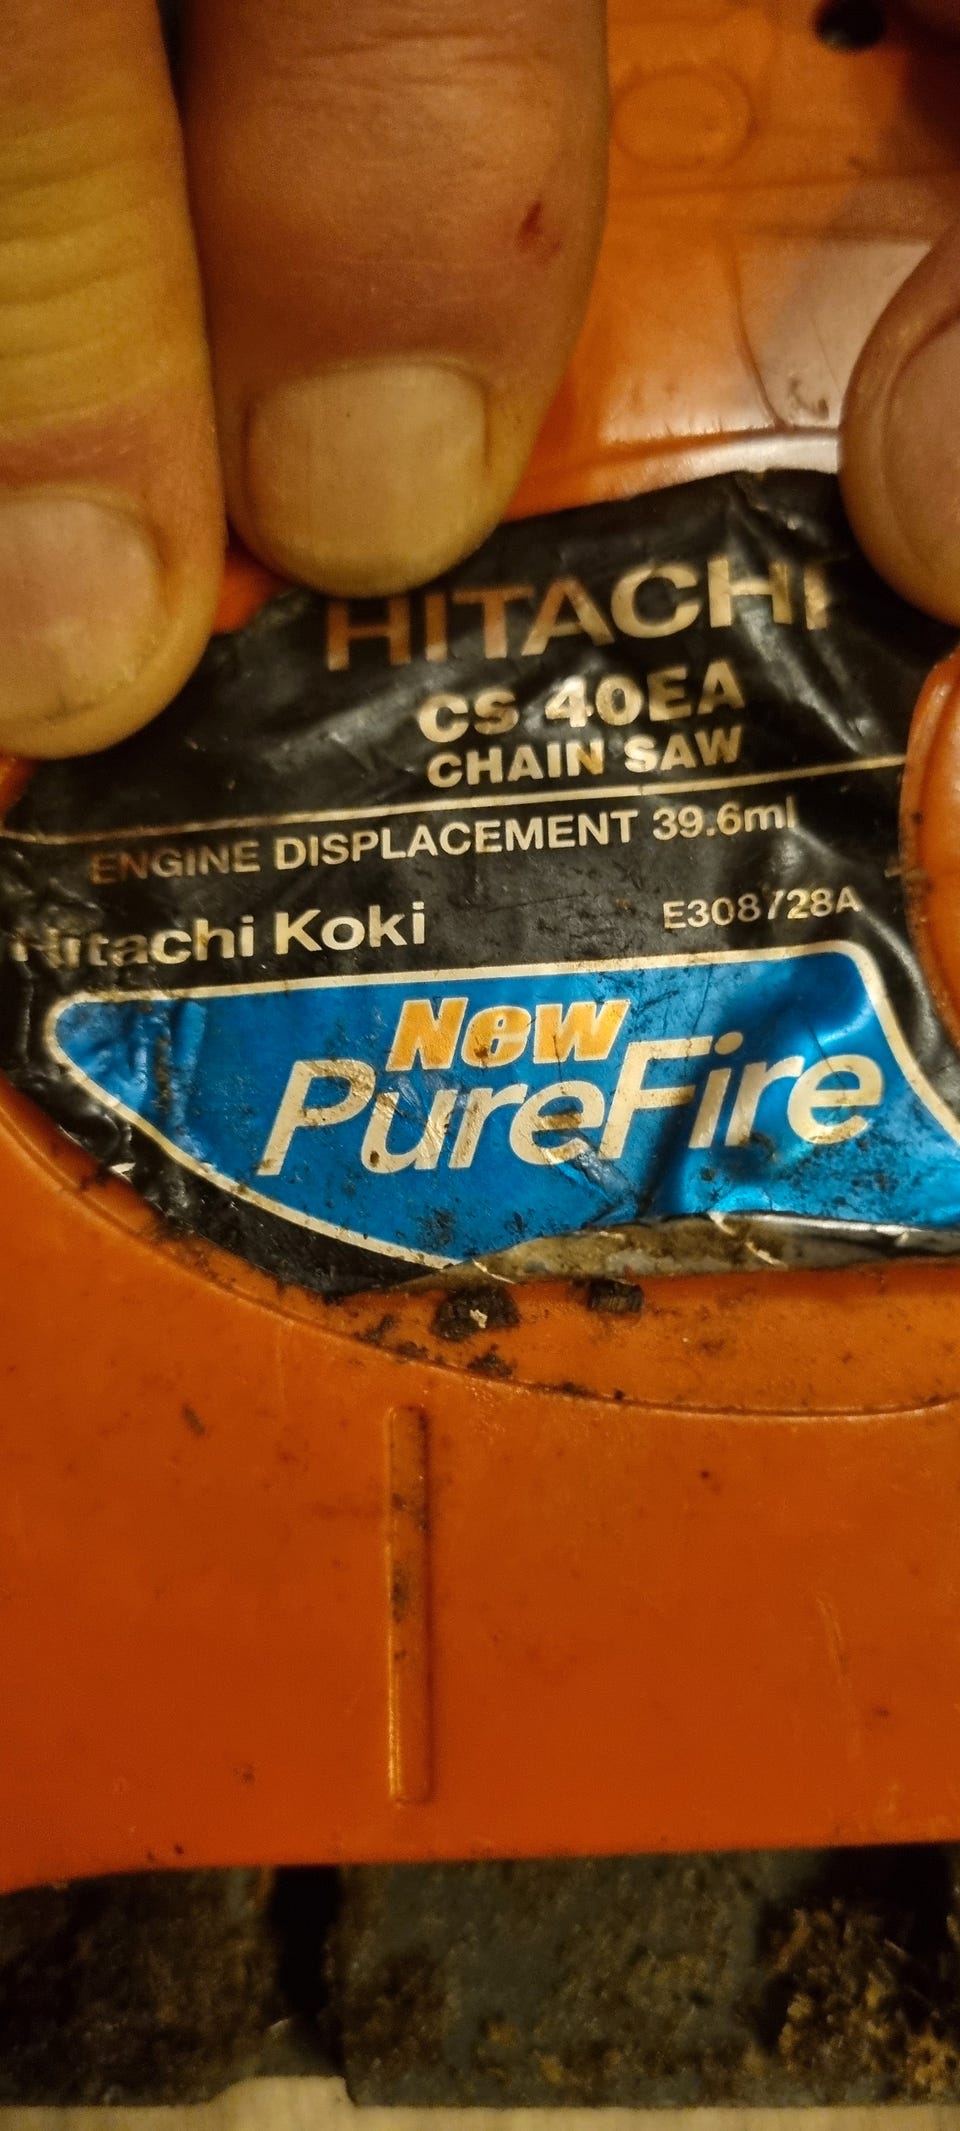 HITACHI
CS 40EA
CHAIN SAW
ENGINE DISPLACEMENT 39.6ml
Hitachi Koki E308728A
New
PureFire